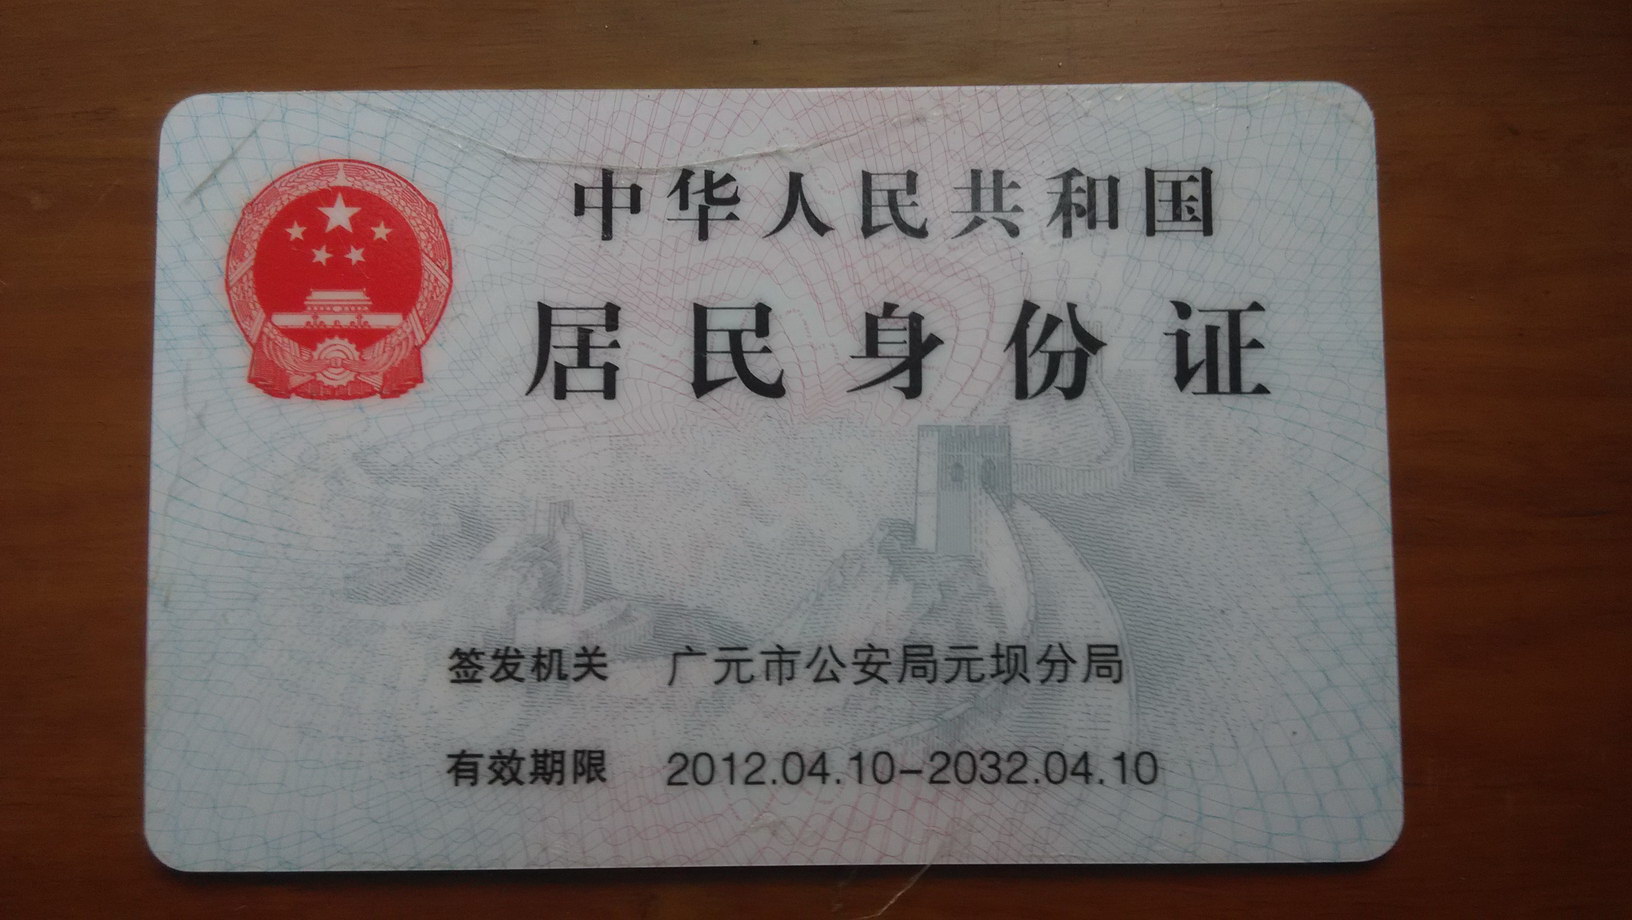 中华人民共和国
居民身份证
签发机关 广元市公安局元坝分局
有效期限 2012.04.10-2032.04.10